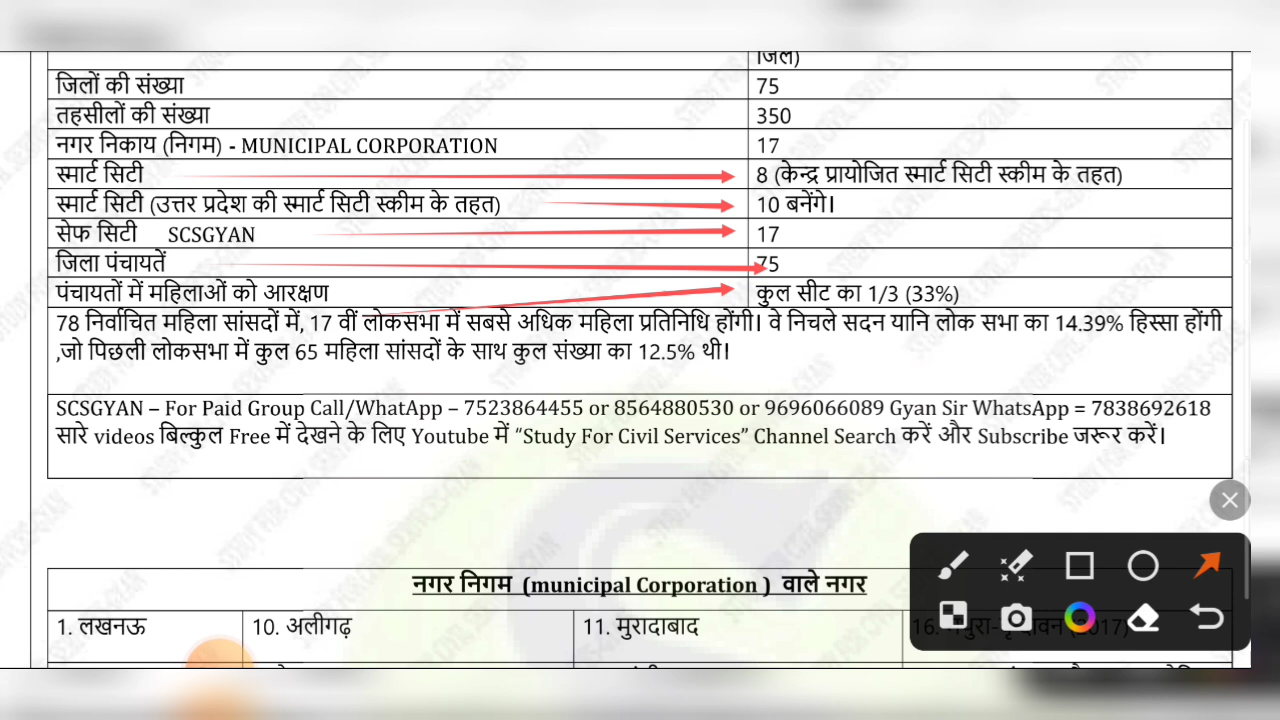 जिले)
जिलों की संख्या 75
तहसीलों की संख्या 350
नगर निकाय (निगम) - MUNICIPAL CORPORATION 17
स्मार्ट सिटी 8 (केन्द्र प्रायोजित स्मार्ट सिटी स्कीम के तहत)
स्मार्ट सिटी (उत्तर प्रदेश की स्मार्ट सिटी स्कीम के तहत) 10 बनेंगे।
सेफ सिटी SCSGYAN 17
जिला पंचायतें 75
पंचायतों में महिलाओं को आरक्षण कुल सीट का 1/3 (33%)
78 निर्वाचित महिला सांसदों में, 17 वीं लोकसभा में सबसे अधिक महिला प्रतिनिधि होंगी। वे निचले सदन यानि लोक सभा का 14.39% हिस्सा होंगी
,जो पिछली लोकसभा में कुल 65 महिला सांसदों के साथ कुल संख्या का 12.5% थी।
SCSGYAN – For Paid Group Call/WhatApp – 7523864455 or 8564880530 or 9696066089 Gyan Sir WhatsApp = 7838692618
सारे videos बिल्कुल Free में देखने के लिए Youtube में “Study For Civil Services” Channel Search करें और Subscribe जरूर करें।
नगर निगम (municipal Corporation ) वाले नगर
1. लखनऊ 10. अलीगढ़ 11. मुरादाबाद 16. (2017)